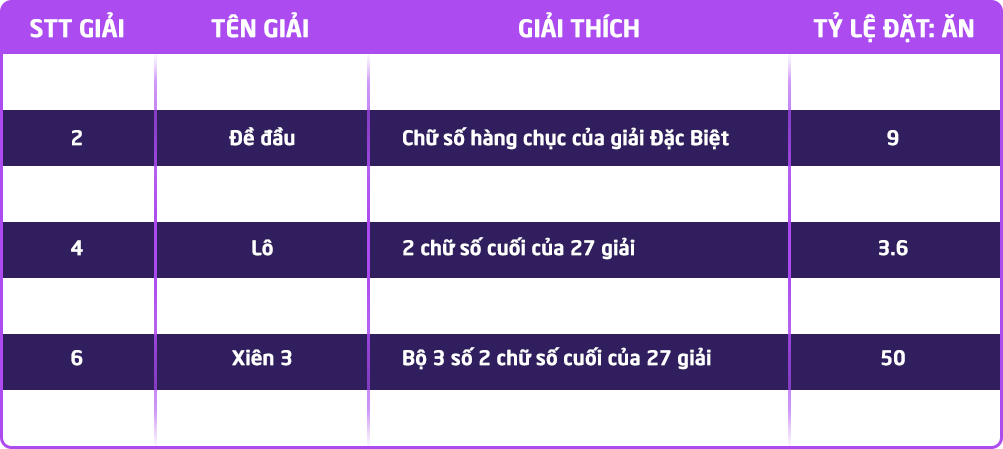 STT GIẢI TÊN GIẢI GIẢI THÍCH TỶ LỆ ĐẶT: ĂN
2 Đề đầu Chữ số hàng chục của giải Đặc Biệt 9
4 Lô 2 chữ số cuối của 27 giải 3.6
6 Xiên 3 Bộ 3 số 2 chữ số cuối của 27 giải 50